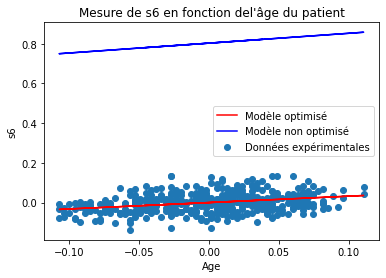 Mesure de s6 en fonction del'âge du patient
0.8
0.6
0.4
0.2
0.0
s6
Modèle optimisé
Modèle non optimisé
Données expérimentales
−0.10
−0.05
0.00
0.05
0.10
Age